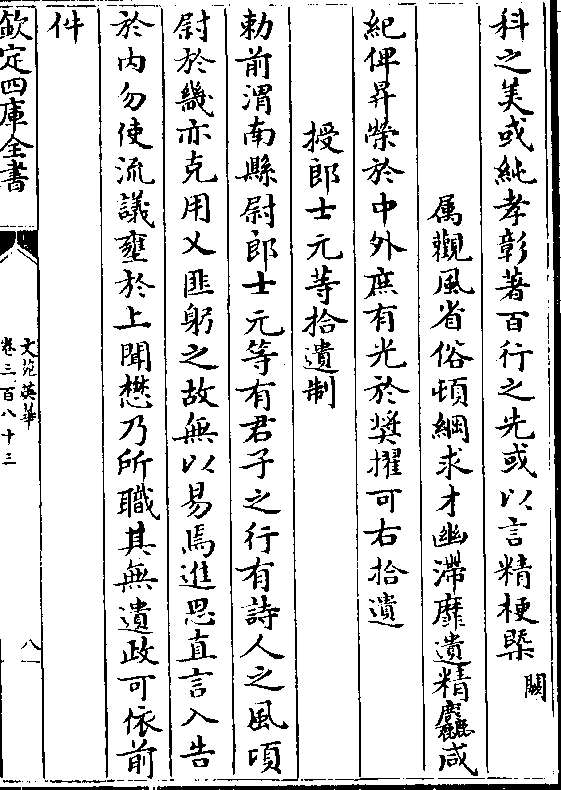 科之美或純孝彰著百行之先或以言精梗槩闕
屬觀風省俗頓綱求才幽滯靡遺精麤咸
紀俾昇榮於中外庶有光於奬擢可右拾遺
授郎士元等拾遺制
勅前渭南縣尉郎士元等有君子之行有詩人之風頃
尉於畿亦克用乂匪躬之故無以易焉進思直言入告
於内勿使流議壅於上聞懋乃所職其無遺政可依前
件
欽定四庫全書
文苑英華
卷三百八十三
八